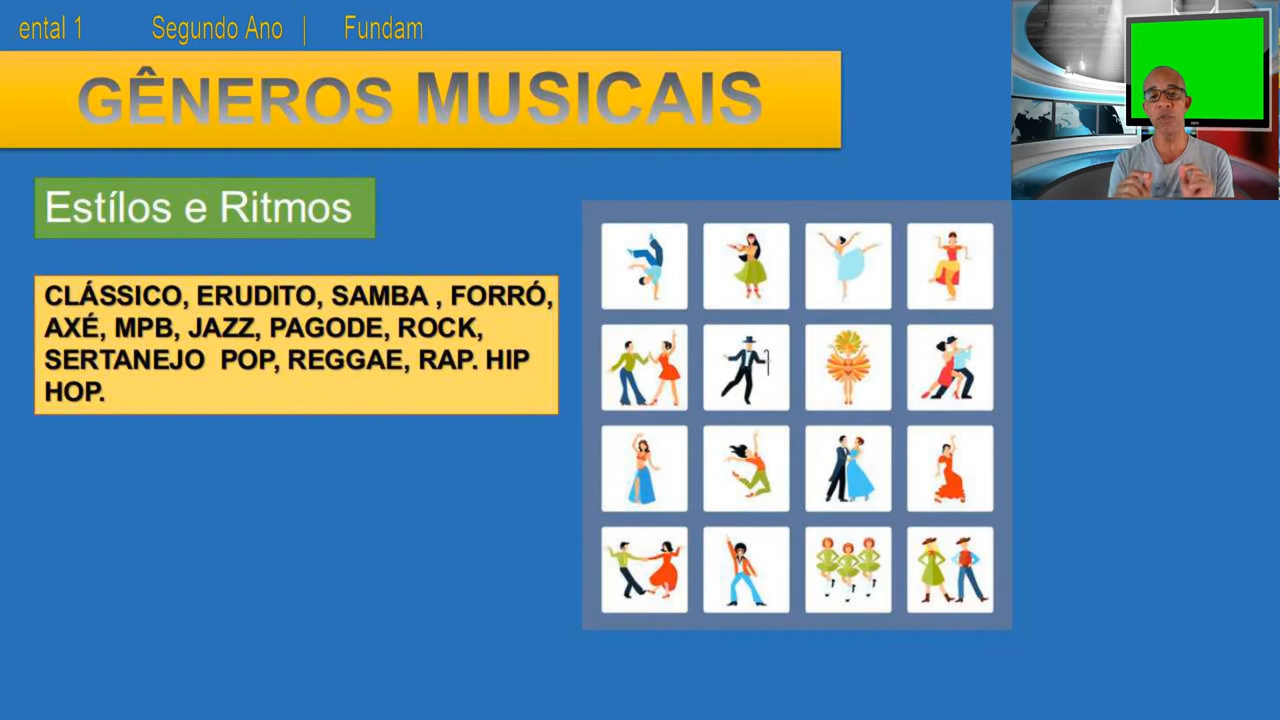 ental 1 Segundo Ano | Fundam
GÊNEROS MUSICAIS
Estílos e Ritmos
CLÁSSICO, ERUDITO, SAMBA , FORRÓ,
AXÉ, MPB, JAZZ, PAGODE, ROCK,
SERTANEJO POP, REGGAE, RAP. HIP
HOP.